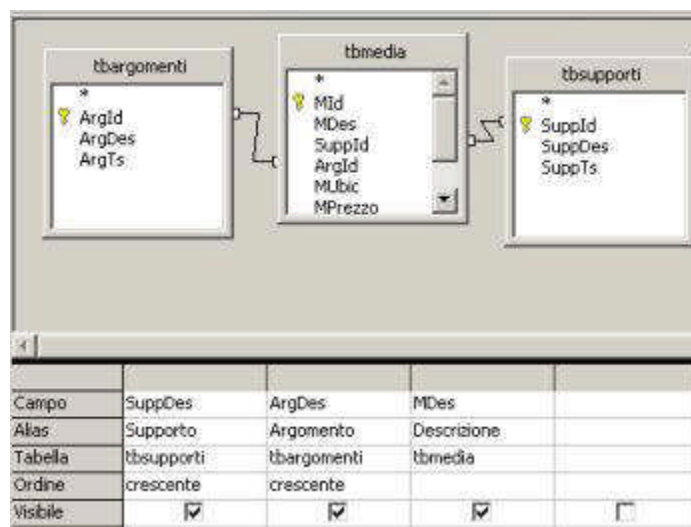 tbargomenti
*
ArgId
ArgDes
ArgTs
tbmedia
*
MId
MDes
SuppId
ArgId
MUbic
MPrezzo
tbsupporti
*
SuppId
SuppDes
SuppTs
Campo SuppDes ArgDes MDes
Alias Supporto Argomento Descrizione
Tabella tbsupporti tbargomenti tbmedia
Ordine crescente crescente
Visibile